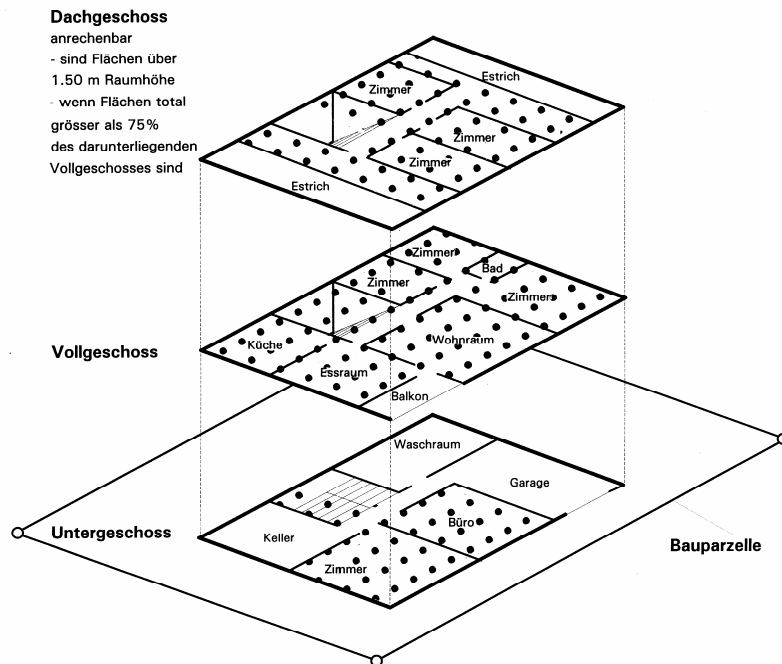 Dachgeschoss
anrechenbar
- sind Flächen über
1.50 m Raumhöhe
- wenn Flächen total
grösser als 75%
des darunterliegenden
Vollgeschosses sind
Estrich
Zimmer
Zimmer
Zimmer
Estrich
Zimmer
Bad
Zimmer
Zimmer
Küche
Wohnraum
Vollgeschoss
Essraum
Balkon
Waschraum
Garage
Büro
Untergeschoss
Keller
Bauparzelle
Zimmer